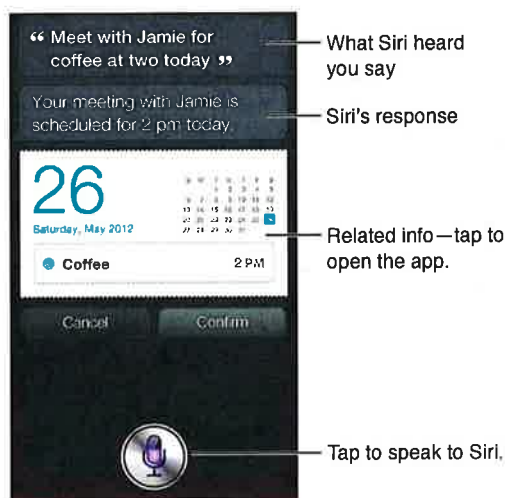 “ Meet with Jamie for
coffee at two today ”
What Siri heard
you say
Your meeting with Jamie is
scheduled for 2 pm today.
Siri's response
26
Saturday, May 2012
Related info—tap to
open the app.
Coffee 2 PM
Cancel Confirm
Tap to speak to Siri.